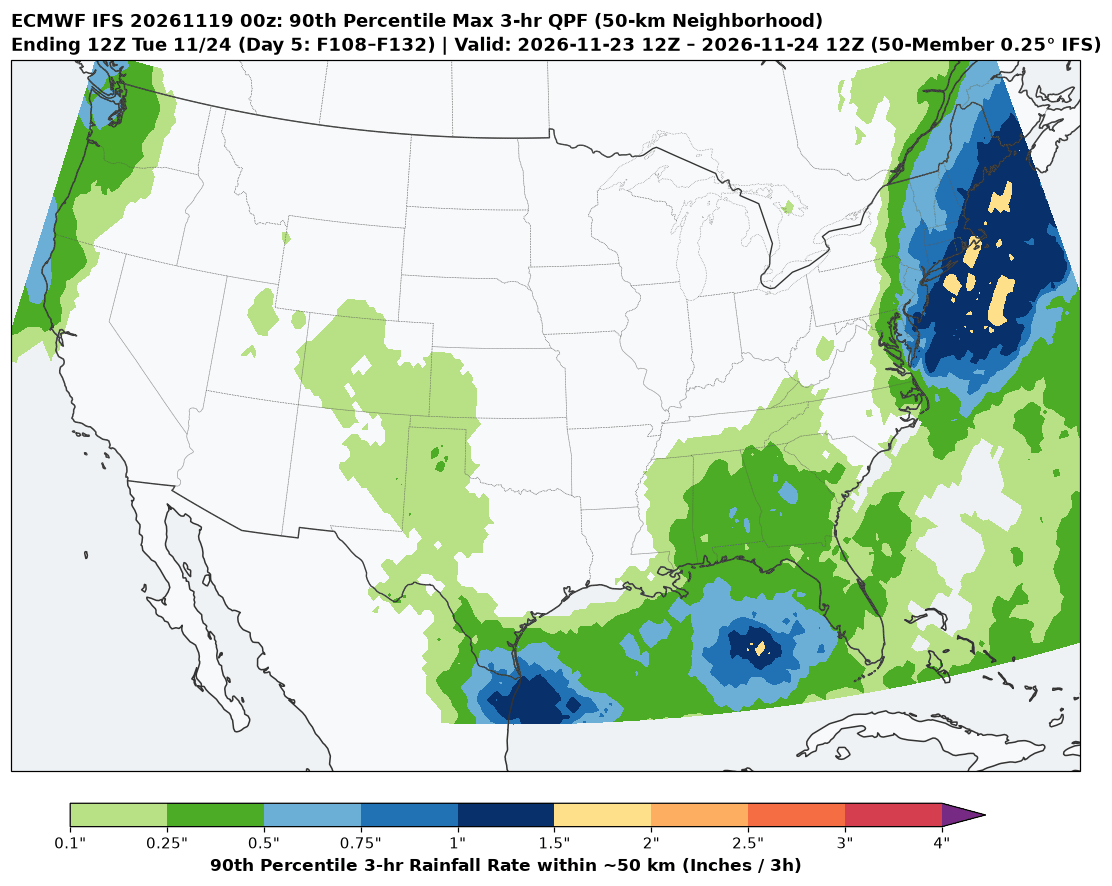 ECMWF IFS 20261119 00z: 90th Percentile Max 3-hr QPF (50-km Neighborhood)
Ending 12Z Tue 11/24 (Day 5: F108–F132) | Valid: 2026-11-23 12Z – 2026-11-24 12Z (50-Member 0.25° IFS)
0.1" 0.25" 0.5" 0.75" 1" 1.5" 2" 2.5" 3" 4"
90th Percentile 3-hr Rainfall Rate within ~50 km (Inches / 3h)